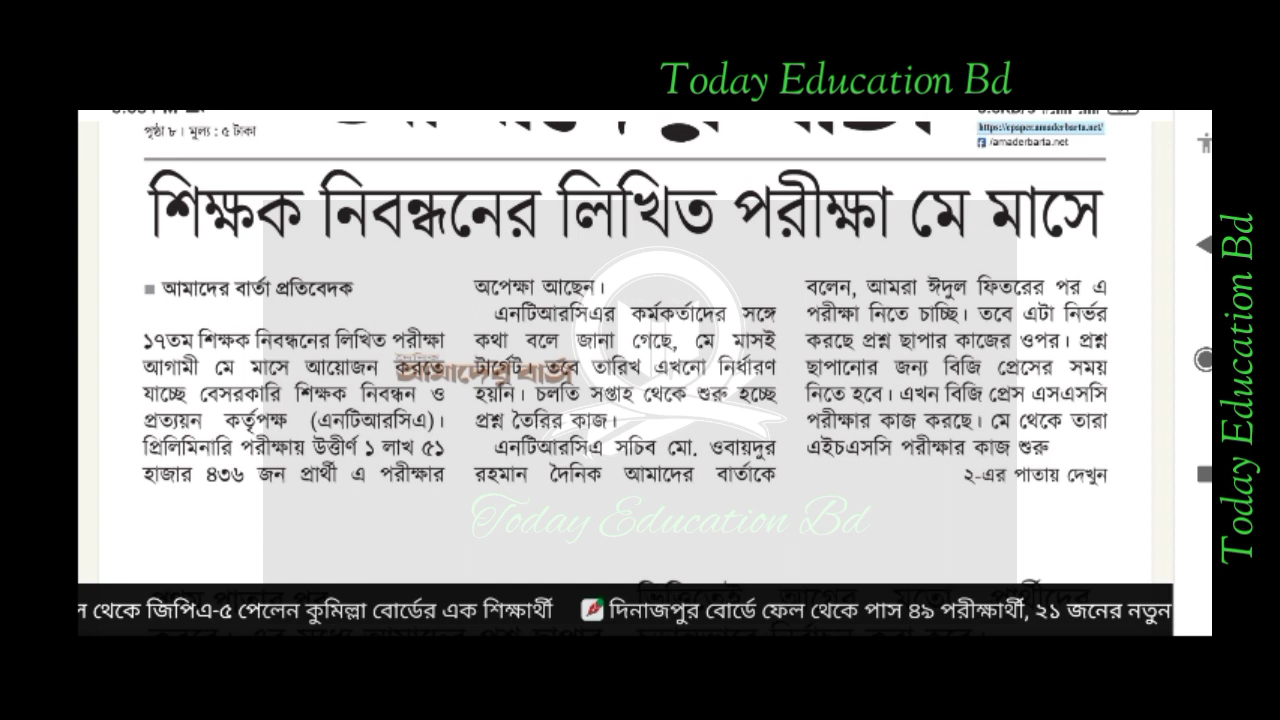 Today Education Bd
পৃষ্ঠা ৮। মূল্য : ৫ টাকা
https://epaper.amaderbarta.net/
/amaderbarta.net
শিক্ষক নিবন্ধনের লিখিত পরীক্ষা মে মাসে
আমাদের বার্তা প্রতিবেদক
১৭তম শিক্ষক নিবন্ধনের লিখিত পরীক্ষা
আগামী মে মাসে আয়োজন করতে
যাচ্ছে বেসরকারি শিক্ষক নিবন্ধন ও
প্রত্যয়ন কর্তৃপক্ষ (এনটিআরসিএ)।
প্রিলিমিনারি পরীক্ষায় উত্তীর্ণ ১ লাখ ৫১
হাজার ৪৩৬ জন প্রার্থী এ পরীক্ষার
অপেক্ষা আছেন।
এনটিআরসিএর কর্মকর্তাদের সঙ্গে
কথা বলে জানা গেছে, মে মাসই
টার্গেট। তবে তারিখ এখনো নির্ধারণ
হয়নি। চলতি সপ্তাহ থেকে শুরু হচ্ছে
প্রশ্ন তৈরির কাজ।
এনটিআরসিএ সচিব মো. ওবায়দুর
রহমান দৈনিক আমাদের বার্তাকে
বলেন, আমরা ঈদুল ফিতরের পর এ
পরীক্ষা নিতে চাচ্ছি। তবে এটা নির্ভর
করছে প্রশ্ন ছাপার কাজের ওপর। প্রশ্ন
ছাপানোর জন্য বিজি প্রেসের সময়
নিতে হবে। এখন বিজি প্রেস এসএসসি
পরীক্ষার কাজ করছে। মে থেকে তারা
এইচএসসি পরীক্ষার কাজ শুরু
২-এর পাতায় দেখুন
আমাদের বার্তা
Today Education Bd
থেকে জিপিএ-৫ পেলেন কুমিল্লা বোর্ডের এক শিক্ষার্থী
দিনাজপুর বোর্ডে ফেল থেকে পাস ৪৯ পরীক্ষার্থী, ২১ জনের নতুন
Today Education Bd